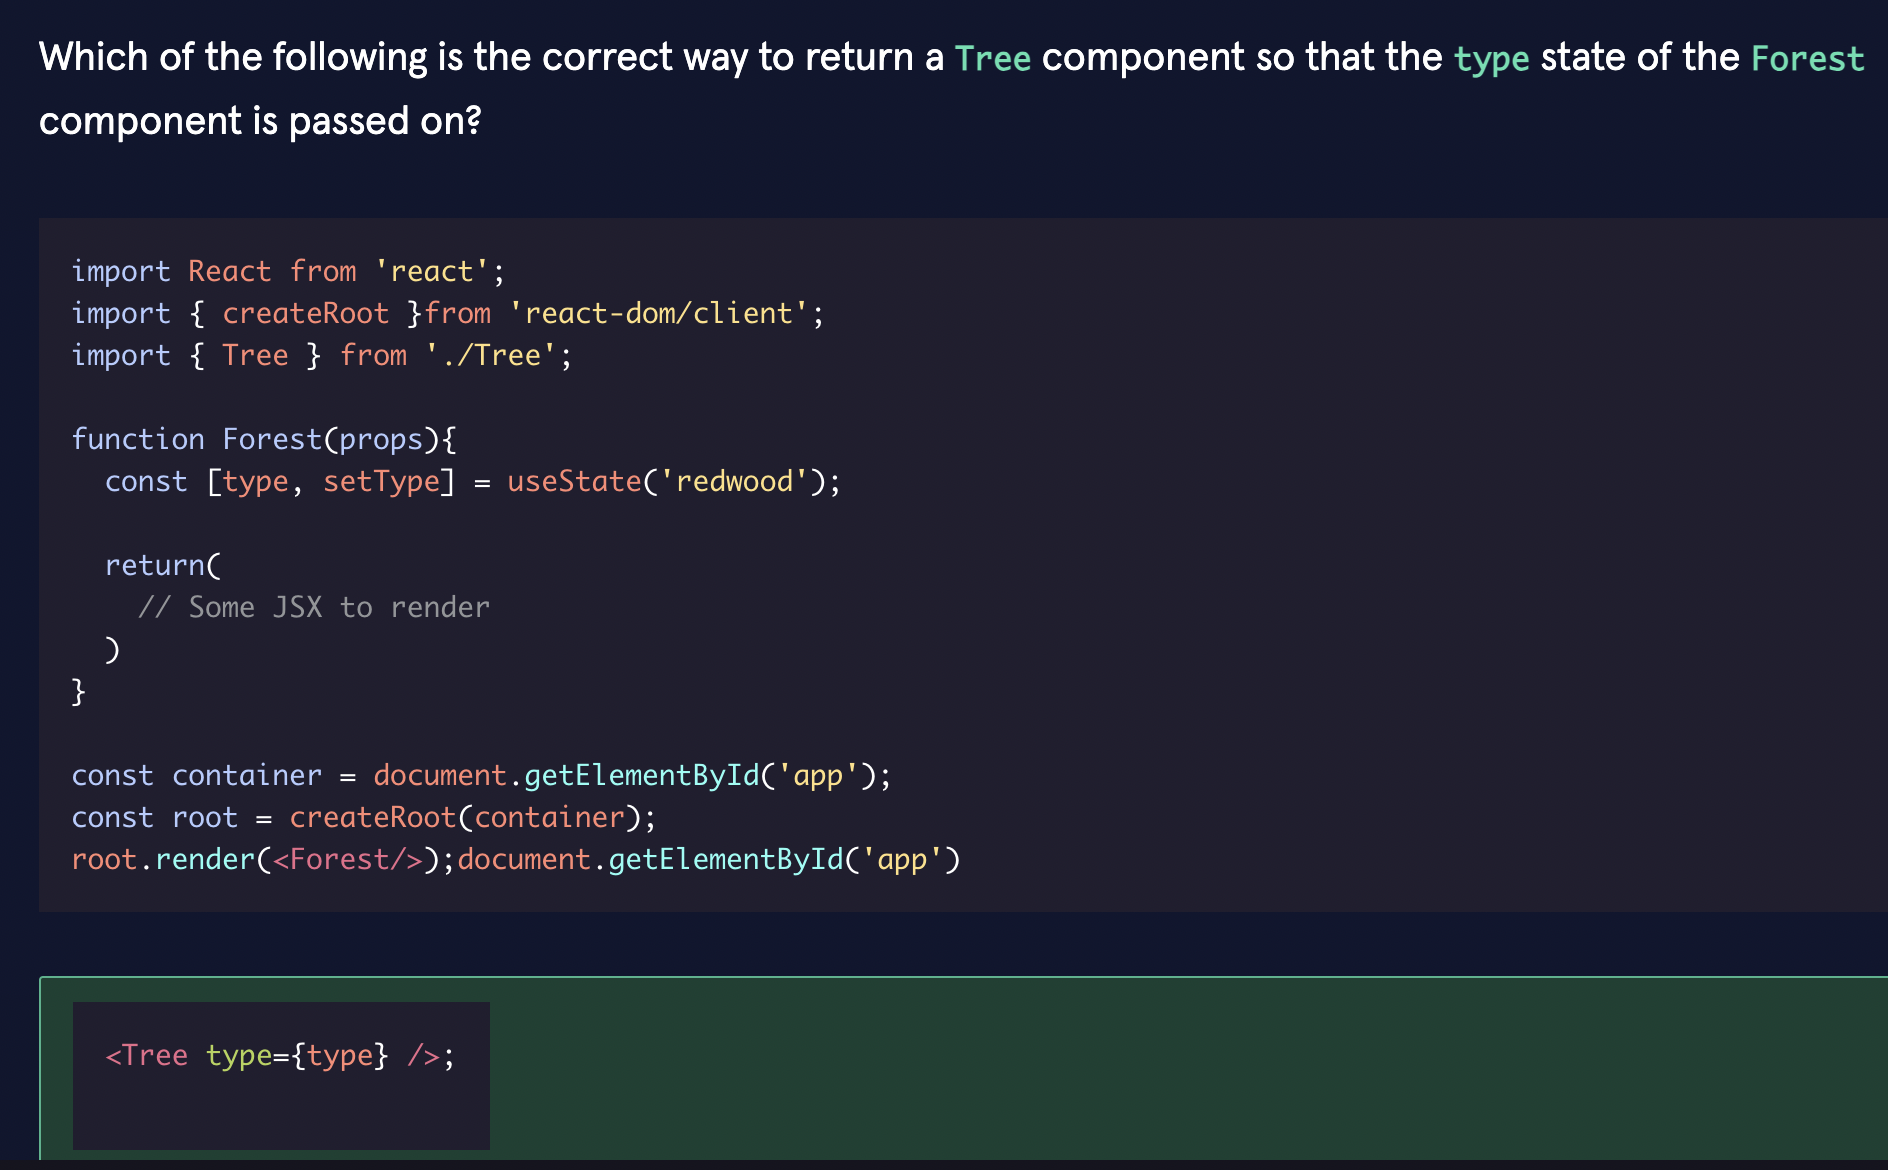 Which of the following is the correct way to return a Tree component so that the type state of the Forest
component is passed on?
import React from 'react';
import { createRoot }from 'react-dom/client';
import { Tree } from './Tree';
function Forest(props){
  const [type, setType] = useState('redwood');
  return(
    // Some JSX to render
  )
}
const container = document.getElementById('app');
const root = createRoot(container);
root.render(<Forest/>);document.getElementById('app')
<Tree type={type} />;